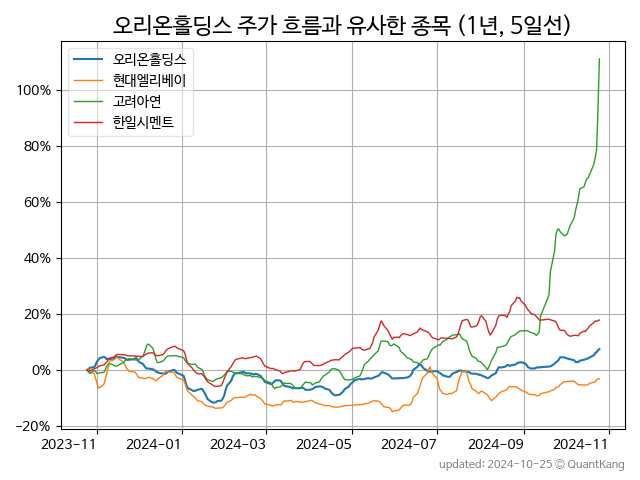 오리온홀딩스 주가 흐름과 유사한 종목 (1년, 5일선)
오리온홀딩스
현대엘리베이
고려아연
한일시멘트
100%
80%
60%
40%
20%
0%
−20%
2023-11
2024-01
2024-03
2024-05
2024-07
2024-09
2024-11
updated: 2024-10-25 © QuantKang